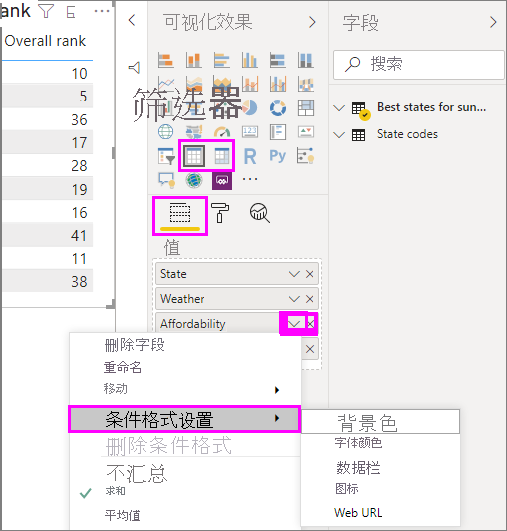 ank
Overall rank
10
5
36
17
28
19
16
41
11
38
可视化效果
筛选器
123
R Py
值
State
Weather
Affordability
删除字段
重命名
移动
条件格式设置
删除条件格式
不汇总
求和
平均值
背景色
字体颜色
数据栏
图标
Web URL
字段
搜索
Best states for sun...
State codes